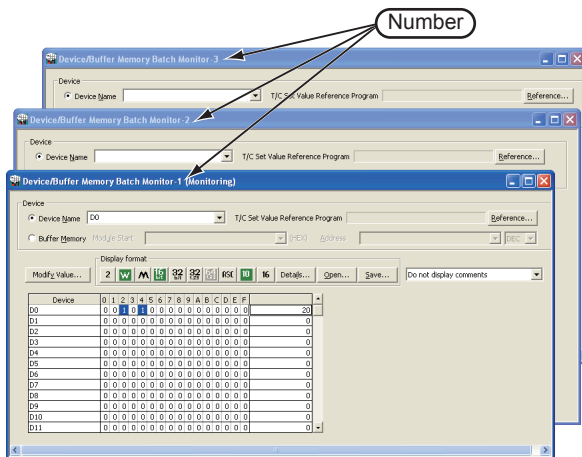 Number
Device/Buffer Memory Batch Monitor-3
Device
Device Name T/C Set Value Reference Program Reference...
Device/Buffer Memory Batch Monitor-2
Device
Device Name T/C Set Value Reference Program Reference...
Device/Buffer Memory Batch Monitor-1 (Monitoring)
Device
Device Name D0 T/C Set Value Reference Program Reference...
Buffer Memory Module Start (HEX) Address DEC
Display format
Modify Value... 2 W M 16 bit 32 bit 32 1.23 ASC 10 16 Details... Open... Save... Do not display comments
Device 0 1 2 3 4 5 6 7 8 9 A B C D E F
D0 0 0 1 0 1 0 0 0 0 0 0 0 0 0 0 0 20
D1 0 0 0 0 0 0 0 0 0 0 0 0 0 0 0 0 0
D2 0 0 0 0 0 0 0 0 0 0 0 0 0 0 0 0 0
D3 0 0 0 0 0 0 0 0 0 0 0 0 0 0 0 0 0
D4 0 0 0 0 0 0 0 0 0 0 0 0 0 0 0 0 0
D5 0 0 0 0 0 0 0 0 0 0 0 0 0 0 0 0 0
D6 0 0 0 0 0 0 0 0 0 0 0 0 0 0 0 0 0
D7 0 0 0 0 0 0 0 0 0 0 0 0 0 0 0 0 0
D8 0 0 0 0 0 0 0 0 0 0 0 0 0 0 0 0 0
D9 0 0 0 0 0 0 0 0 0 0 0 0 0 0 0 0 0
D10 0 0 0 0 0 0 0 0 0 0 0 0 0 0 0 0 0
D11 0 0 0 0 0 0 0 0 0 0 0 0 0 0 0 0 0